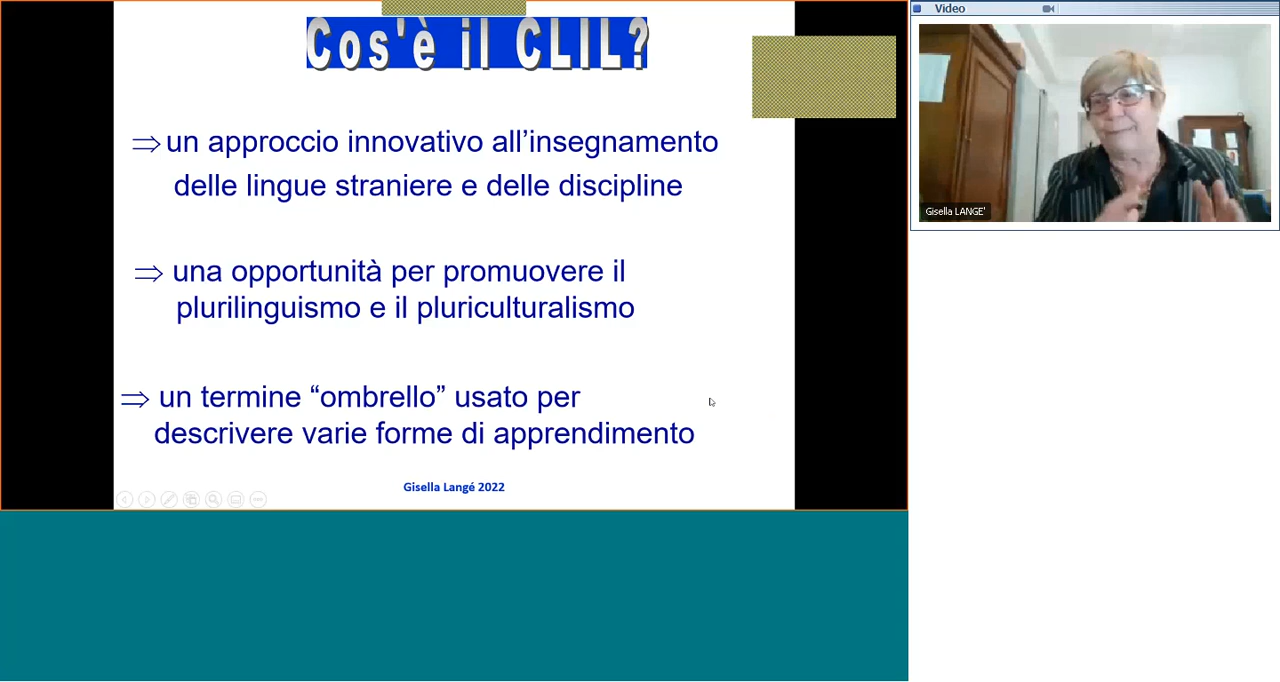 Cos'è il CLIL?
⇒ un approccio innovativo all’insegnamento
delle lingue straniere e delle discipline
⇒ una opportunità per promuovere il
plurilinguismo e il pluriculturalismo
⇒ un termine “ombrello” usato per
descrivere varie forme di apprendimento
Gisella Langé 2022
Video
Gisella LANGE'